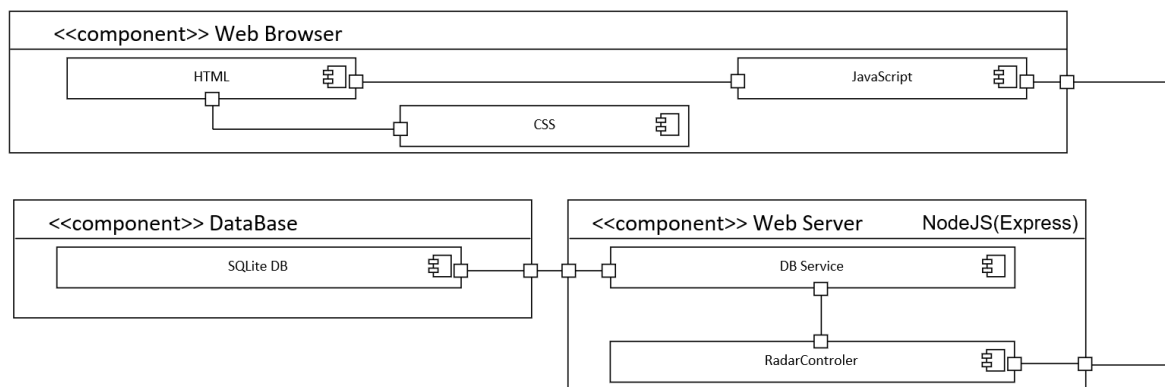 <<component>> Web Browser
HTML
JavaScript
CSS
<<component>> DataBase
SQLite DB
<<component>> Web Server NodeJS(Express)
DB Service
RadarControler